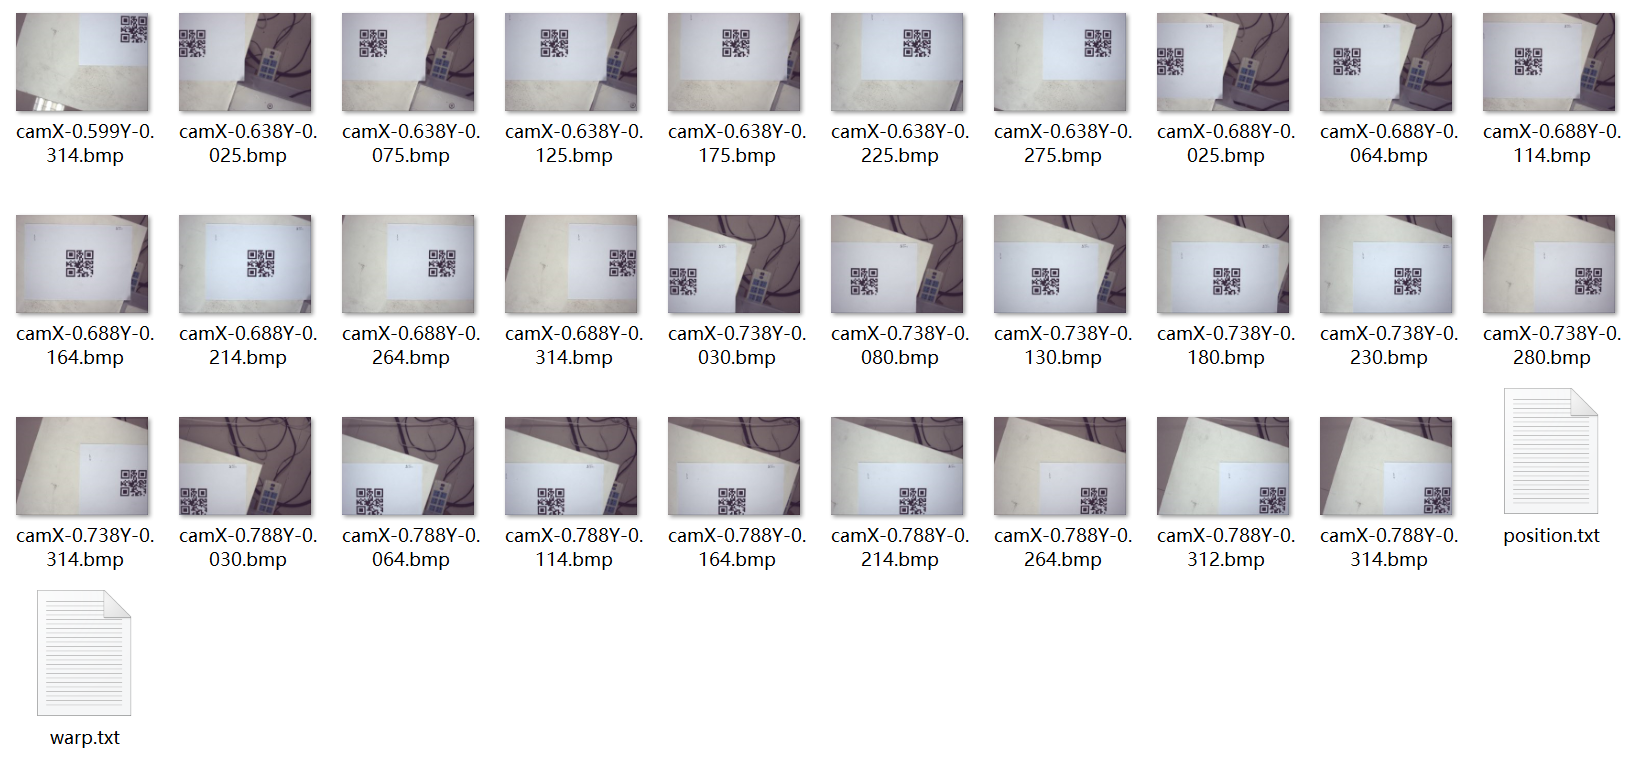 camX-0.599Y-0.
314.bmp
camX-0.638Y-0.
025.bmp
camX-0.638Y-0.
075.bmp
camX-0.638Y-0.
125.bmp
camX-0.638Y-0.
175.bmp
camX-0.638Y-0.
225.bmp
camX-0.638Y-0.
275.bmp
camX-0.688Y-0.
025.bmp
camX-0.688Y-0.
064.bmp
camX-0.688Y-0.
114.bmp
camX-0.688Y-0.
164.bmp
camX-0.688Y-0.
214.bmp
camX-0.688Y-0.
264.bmp
camX-0.688Y-0.
314.bmp
camX-0.738Y-0.
030.bmp
camX-0.738Y-0.
080.bmp
camX-0.738Y-0.
130.bmp
camX-0.738Y-0.
180.bmp
camX-0.738Y-0.
230.bmp
camX-0.738Y-0.
280.bmp
camX-0.738Y-0.
314.bmp
camX-0.788Y-0.
030.bmp
camX-0.788Y-0.
064.bmp
camX-0.788Y-0.
114.bmp
camX-0.788Y-0.
164.bmp
camX-0.788Y-0.
214.bmp
camX-0.788Y-0.
264.bmp
camX-0.788Y-0.
312.bmp
camX-0.788Y-0.
314.bmp
position.txt
warp.txt